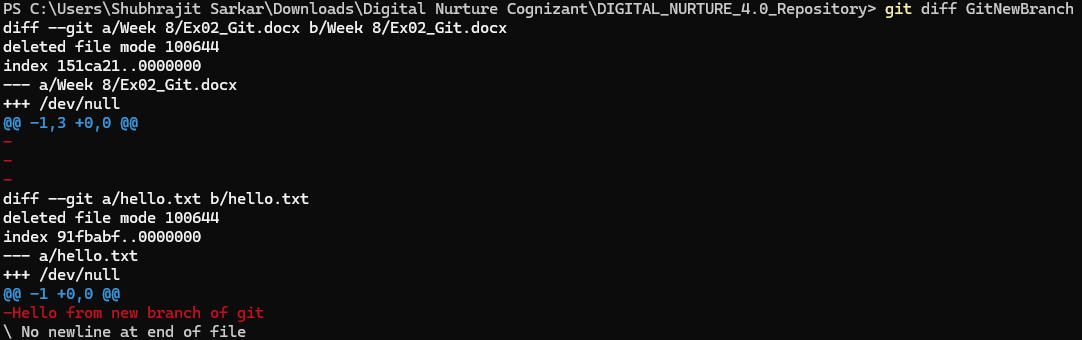 PS C:\Users\Shubhrajit Sarkar\Downloads\Digital Nurture Cognizant\DIGITAL_NURTURE_4.0_Repository> git diff GitNewBranch
diff --git a/Week 8/Ex02_Git.docx b/Week 8/Ex02_Git.docx
deleted file mode 100644
index 151ca21..0000000
--- a/Week 8/Ex02_Git.docx
+++ /dev/null
@@ -1,3 +0,0 @@
-
-
-
diff --git a/hello.txt b/hello.txt
deleted file mode 100644
index 91fbabf..0000000
--- a/hello.txt
+++ /dev/null
@@ -1 +0,0 @@
-Hello from new branch of git
\ No newline at end of file